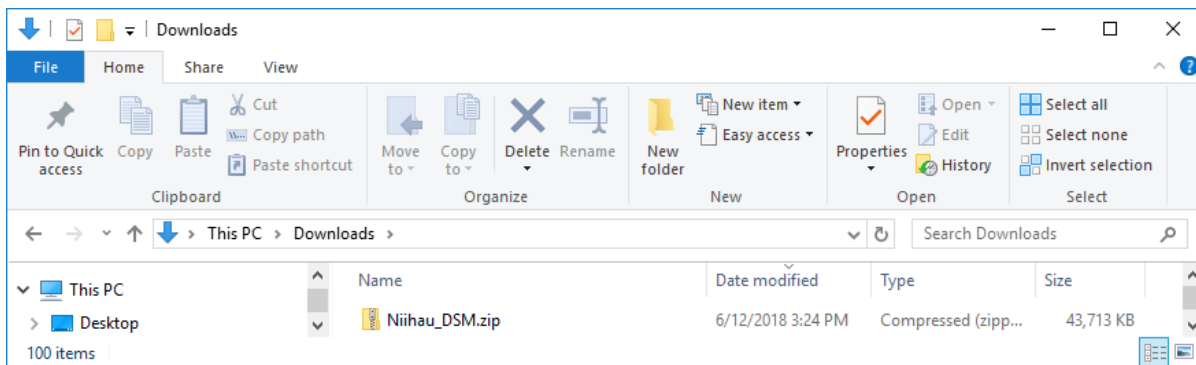 Downloads
File Home Share View
Pin to Quick access
Copy
Paste
Cut
Copy path
Paste shortcut
Clipboard
Move to
Copy to
Delete
Rename
Organize
New folder
New item
Easy access
New
Properties
Open
Edit
History
Open
Select all
Select none
Invert selection
Select
This PC Downloads
Search Downloads
This PC
Desktop
Name Date modified Type Size
Niihau_DSM.zip 6/12/2018 3:24 PM Compressed (zipp... 43,713 KB
100 items